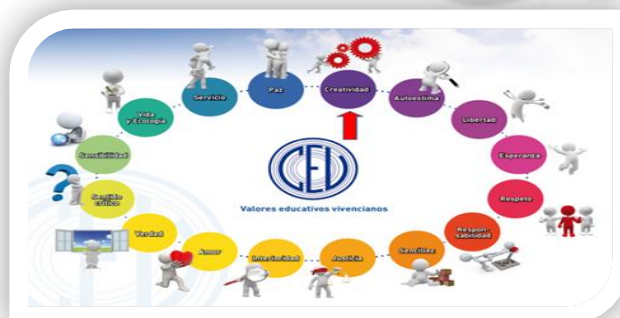 Servicio
Paz
Creatividad
Autoestima
Libertad
Esperanza
Respeto
Respon-
sabilidad
Sencillez
Justicia
Interioridad
Amor
Verdad
Sentido
crítico
Sensibilidad
Vida
y Ecología
CEV
Valores educativos vivencianos